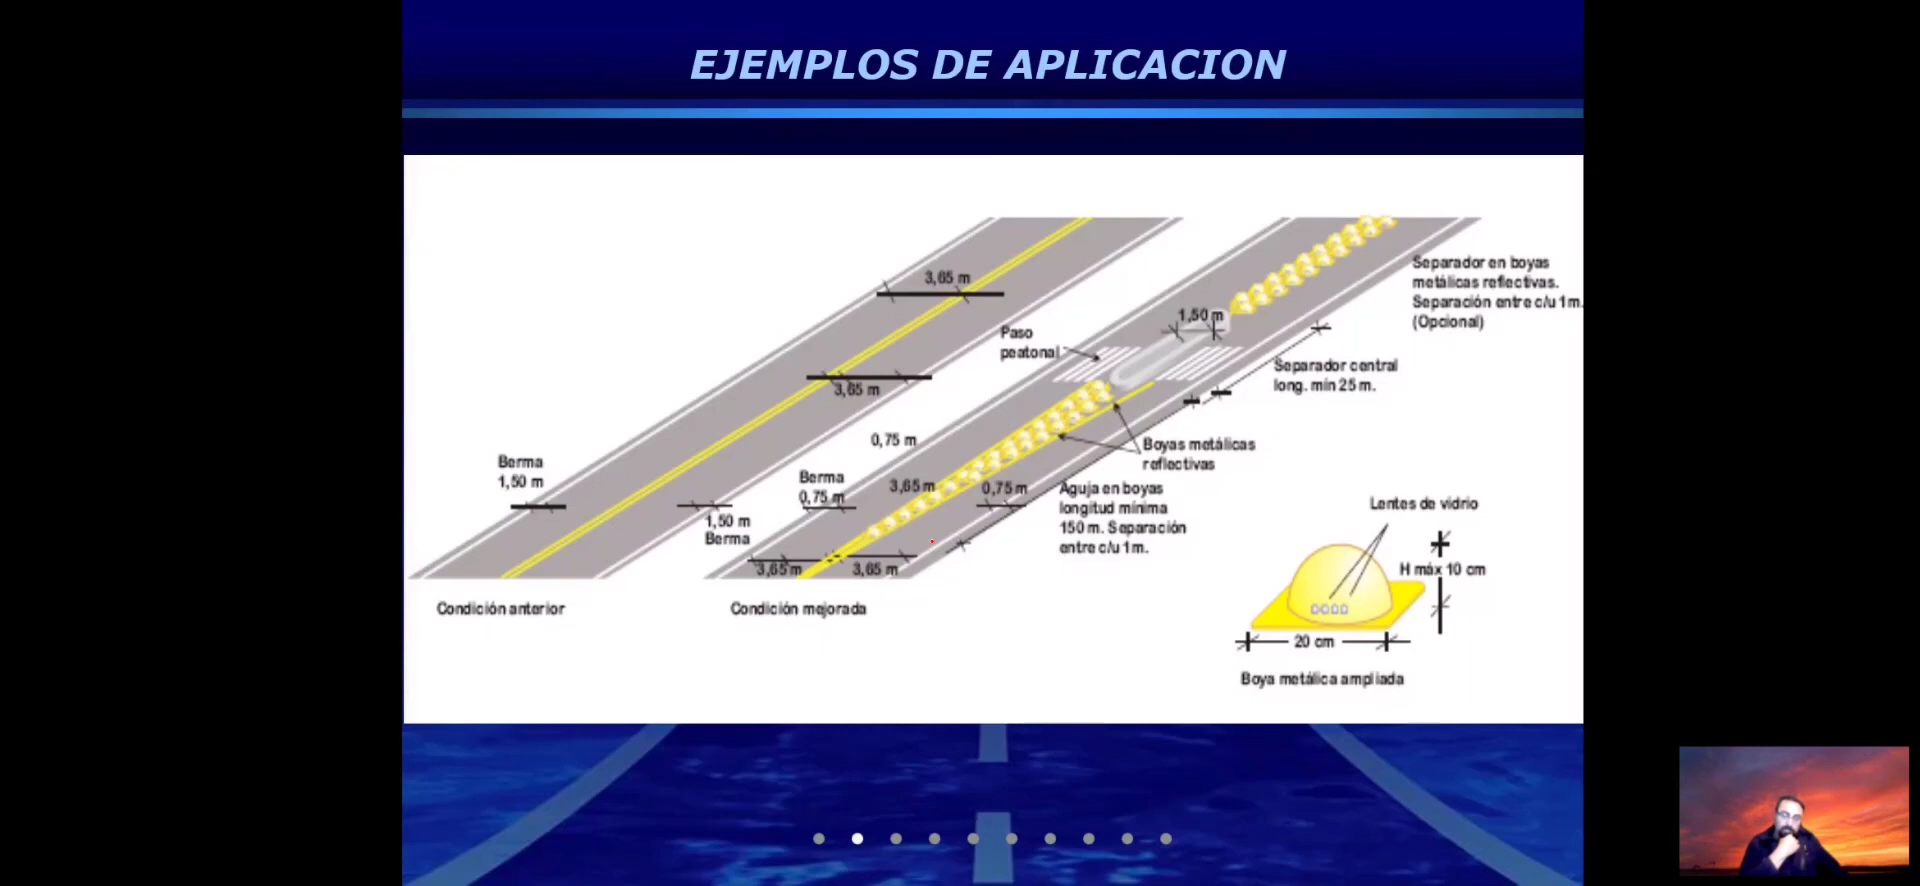 EJEMPLOS DE APLICACION
3,65 m
3,65 m
Berma
1,50 m
1,50 m
Berma
Condición anterior
Paso
peatonal
1,50 m
Separador en boyas
metálicas reflectivas.
Separación entre c/u 1m.
(Opcional)
Separador central
long. mín 25 m.
0,75 m
Berma
0,75 m
3,65 m
0,75 m
Boyas metálicas
reflectivas
Aguja en boyas
longitud mínima
150 m. Separación
entre c/u 1m.
3,65 m
3,65 m
Condición mejorada
Lentes de vidrio
H máx 10 cm
20 cm
Boya metálica ampliada